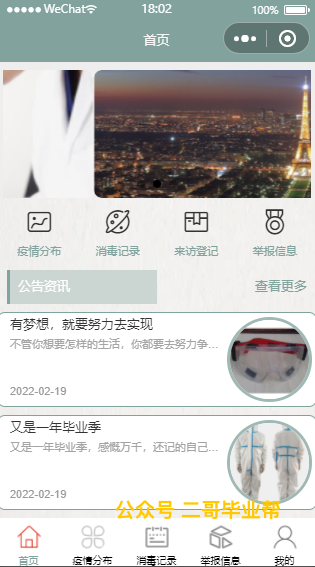 WeChat 18:02 100%
首页
疫情分布 消毒记录 来访登记 举报信息
公告资讯 查看更多
有梦想，就要努力去实现
不管你想要怎样的生活，你都要去努力争...
2022-02-19
又是一年毕业季
又是一年毕业季，感慨万千，还记的自己...
2022-02-19
公众号 二哥毕业帮
首页 疫情分布 消毒记录 举报信息 我的